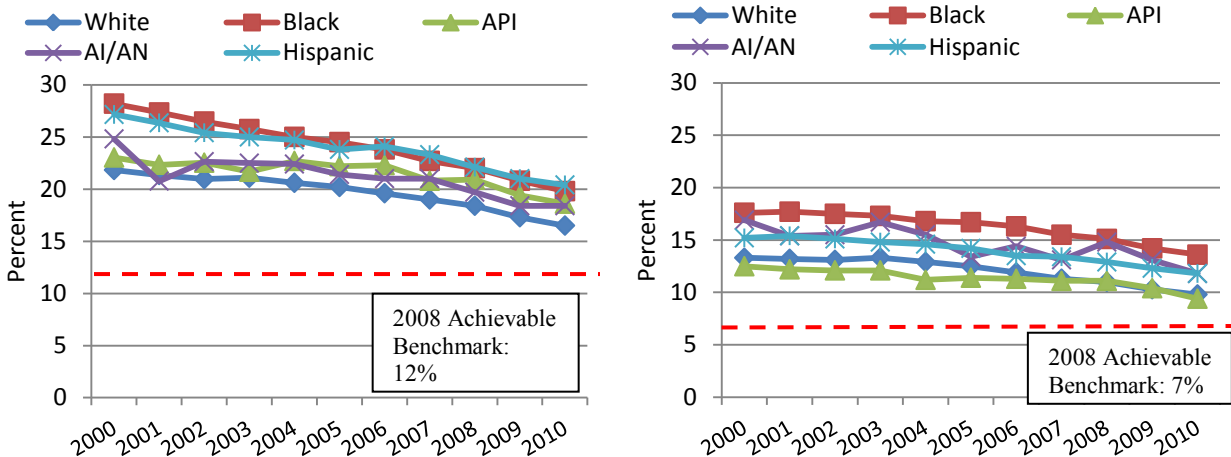 White Black API
AI/AN Hispanic
Percent
30
25
20
15
10
5
0
2000 2001 2002 2003 2004 2005 2006 2007 2008 2009 2010
2008 Achievable
Benchmark:
12%
White Black API
AI/AN Hispanic
Percent
30
25
20
15
10
5
0
2000 2001 2002 2003 2004 2005 2006 2007 2008 2009 2010
2008 Achievable
Benchmark: 7%